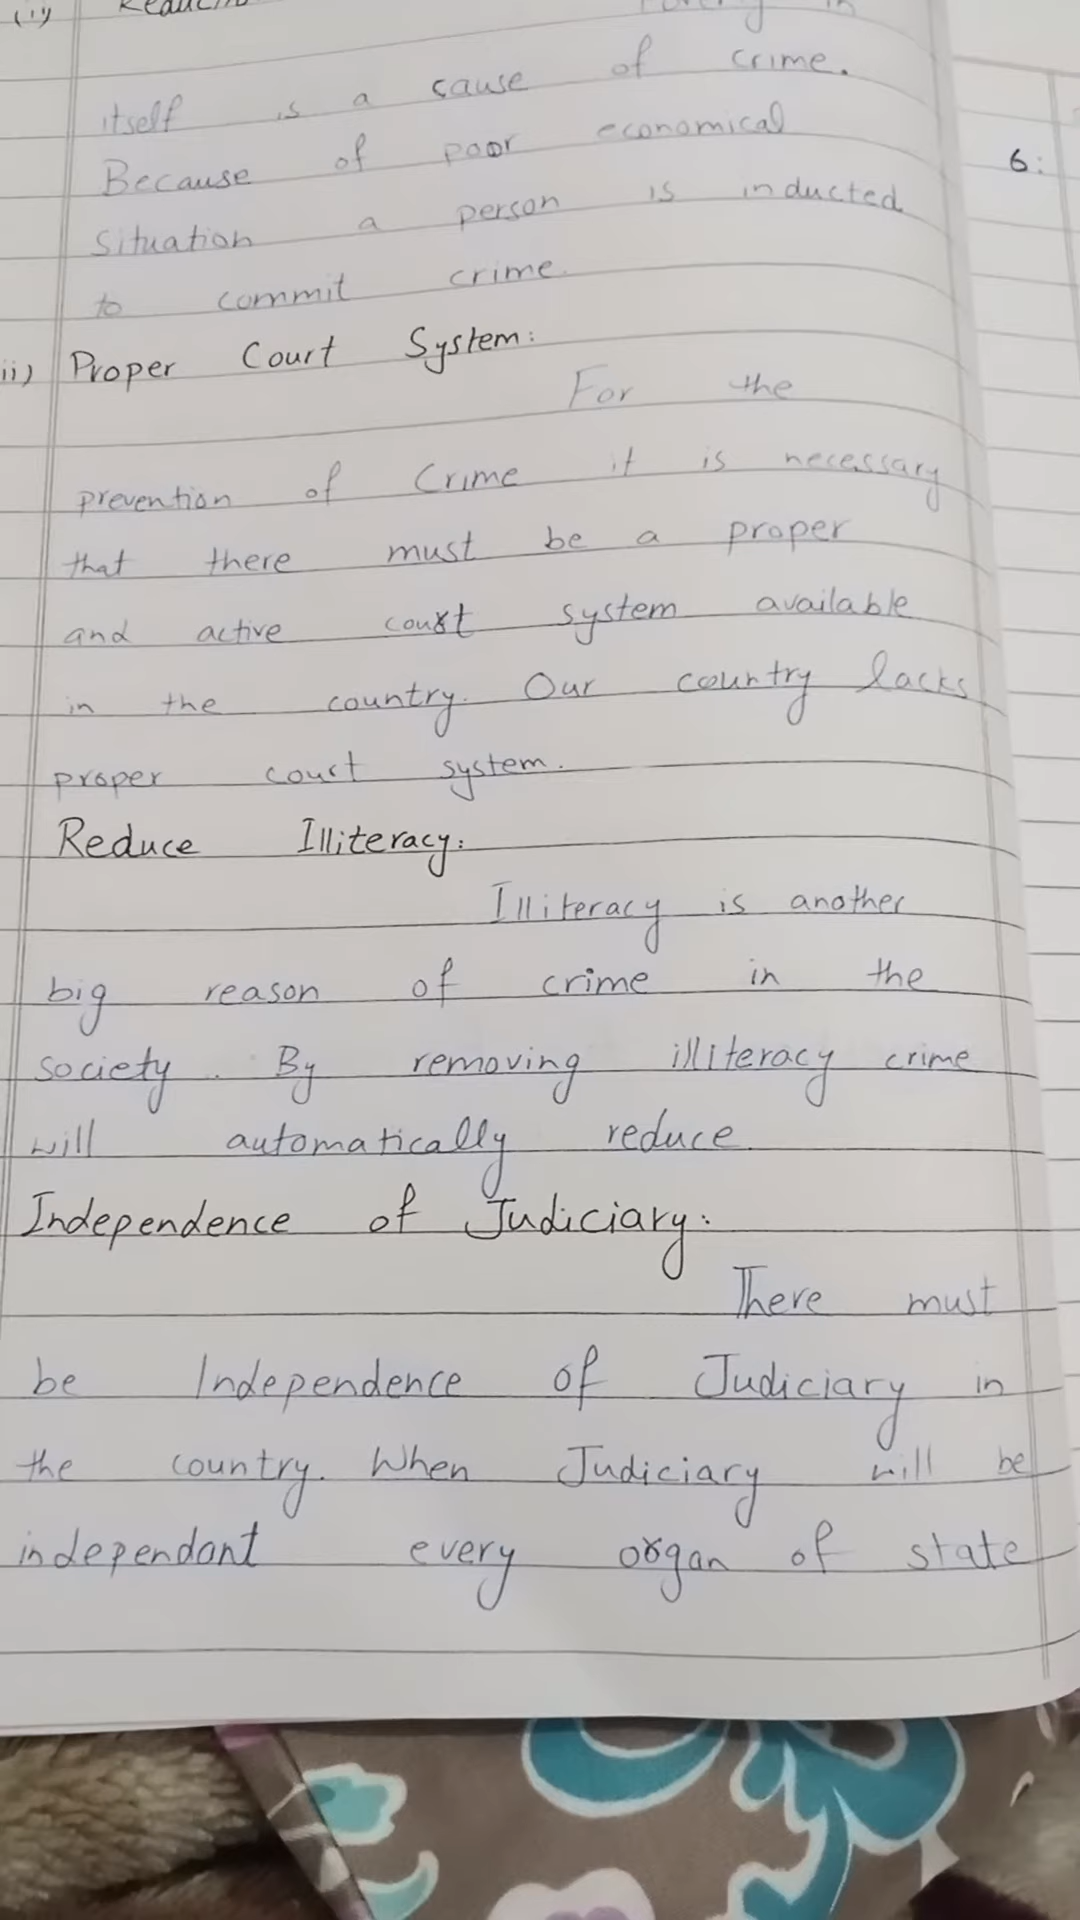 (i)
itself is a cause of crime.
Because of poor economical
situation a person is inducted
to commit crime.
ii) Proper Court System:
For the
prevention of Crime it is necessary
that there must be a proper
and active court system available
in the country. Our country lacks
proper court system.
Reduce Illiteracy:
Illiteracy is another
big reason of crime in the
society. By removing illiteracy crime
will automatically reduce.
Independence of Judiciary:
There must
be Independence of Judiciary in
the country. When Judiciary will be
independant every organ of state
6: